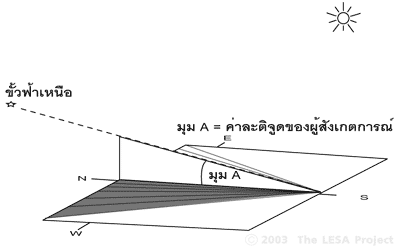 ขั้วฟ้าเหนือ
มุม A = ค่าละติจูดของผู้สังเกตการณ์
E
มุม A
N
S
W
© 2003 The LESA Project